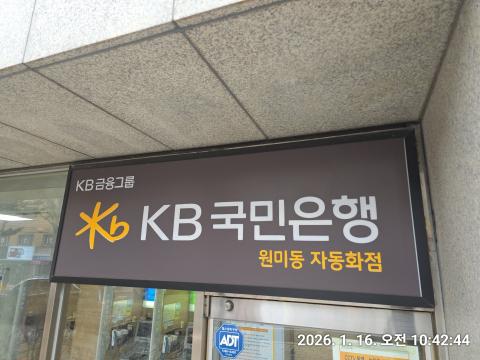 KB금융그룹
Kb KB 국민은행
원미동 자동화점
ADT
2026. 1. 16. 오전 10:42:44